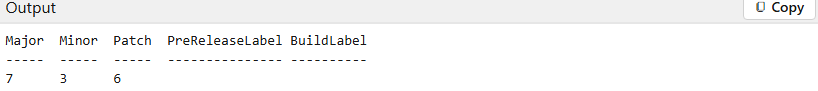 Output
Copy
Major  Minor  Patch  PreReleaseLabel BuildLabel
-----  -----  -----  --------------- ----------
7      3      6